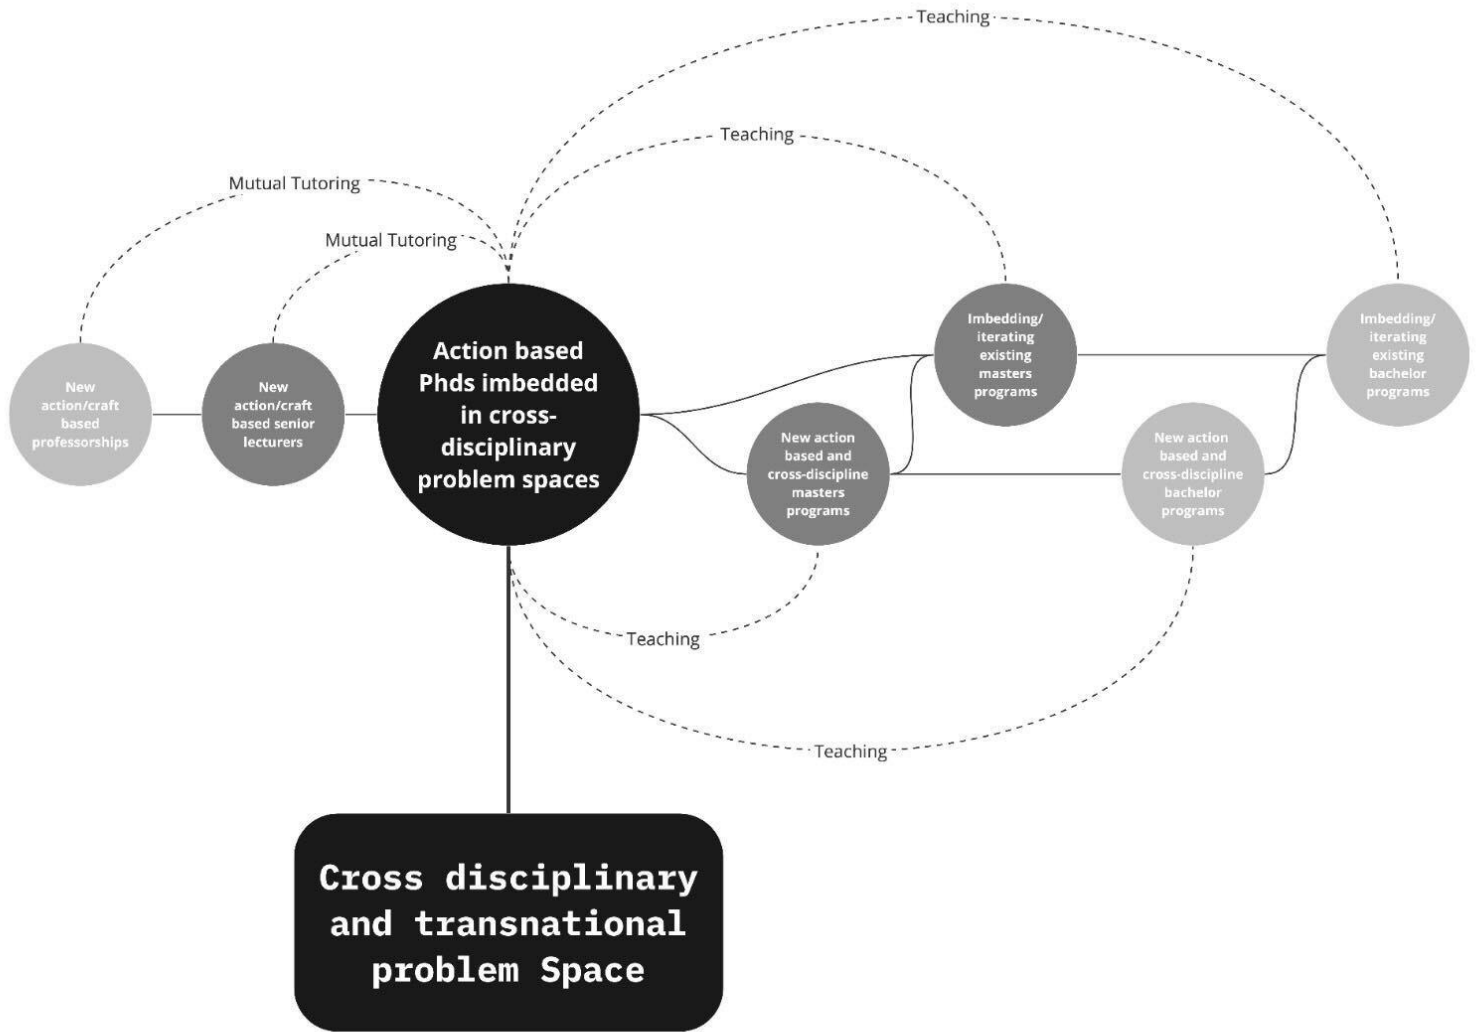 Teaching
Teaching
Mutual Tutoring
Mutual Tutoring
New
action/craft
based
professorships
New
action/craft
based senior
lecturers
Action based
Phds imbedded
in cross-
disciplinary
problem spaces
Imbedding/
iterating
existing
masters
programs
Imbedding/
iterating
existing
bachelor
programs
New action
based and
cross-discipline
masters
programs
New action
based and
cross-discipline
bachelor
programs
Teaching
Teaching
Cross disciplinary
and transnational
problem Space